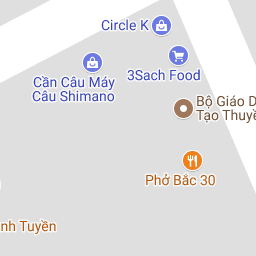 Circle K
3Sach Food
Cần Câu Máy
Câu Shimano
Bộ Giáo D
Tạo Thuyề
Phở Bắc 30
nh Tuyền